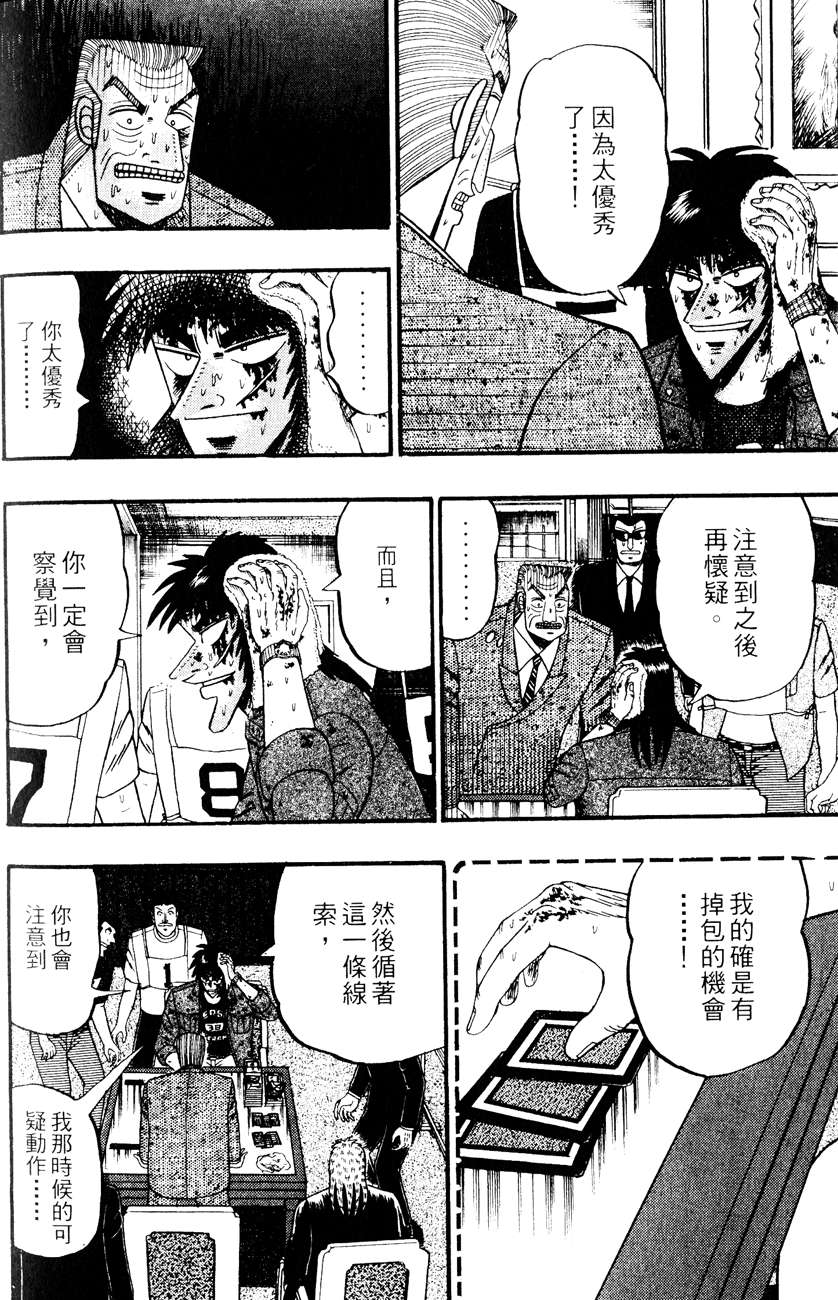 因為太優秀
了……！
………
你太優秀
了………
注意到之後
再懷疑。
………
而且，
你一定會
察覺到，
7
8
我的確是有
掉包的機會
……！
然後循著
這一條線
索，
你也會
注意到
我那時候的可
疑動作……
1